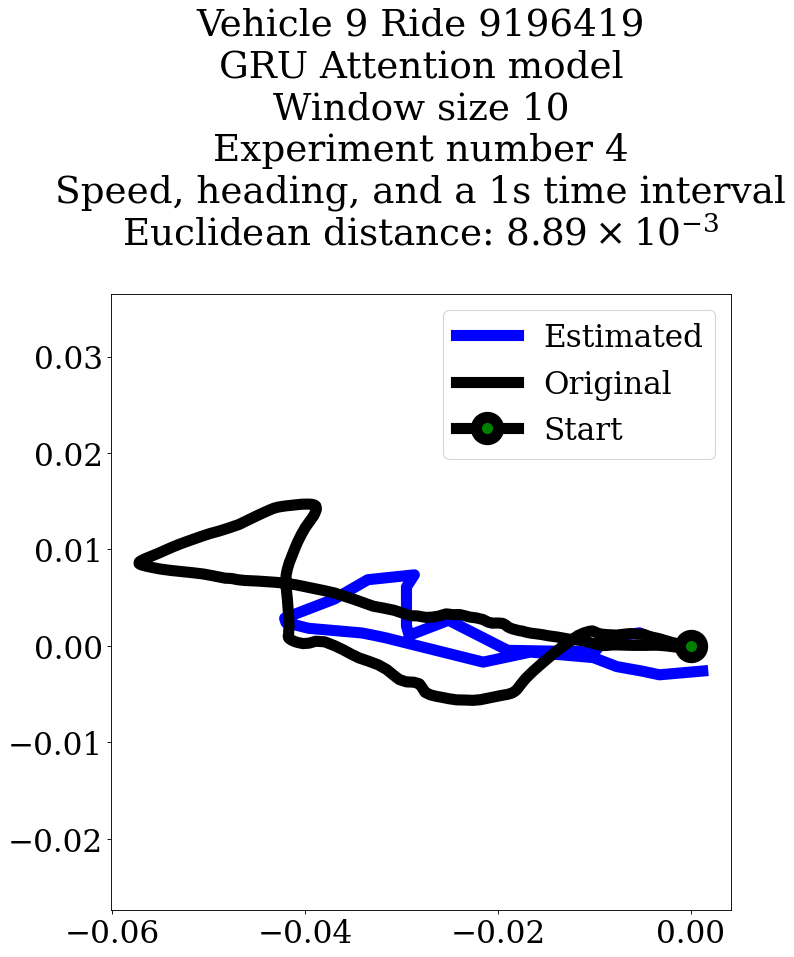 Vehicle 9 Ride 9196419
GRU Attention model
Window size 10
Experiment number 4
Speed, heading, and a 1s time interval
Euclidean distance: 8.89 × 10⁻³
Estimated
Original
Start
0.03
0.02
0.01
0.00
−0.01
−0.02
−0.06 −0.04 −0.02 0.00